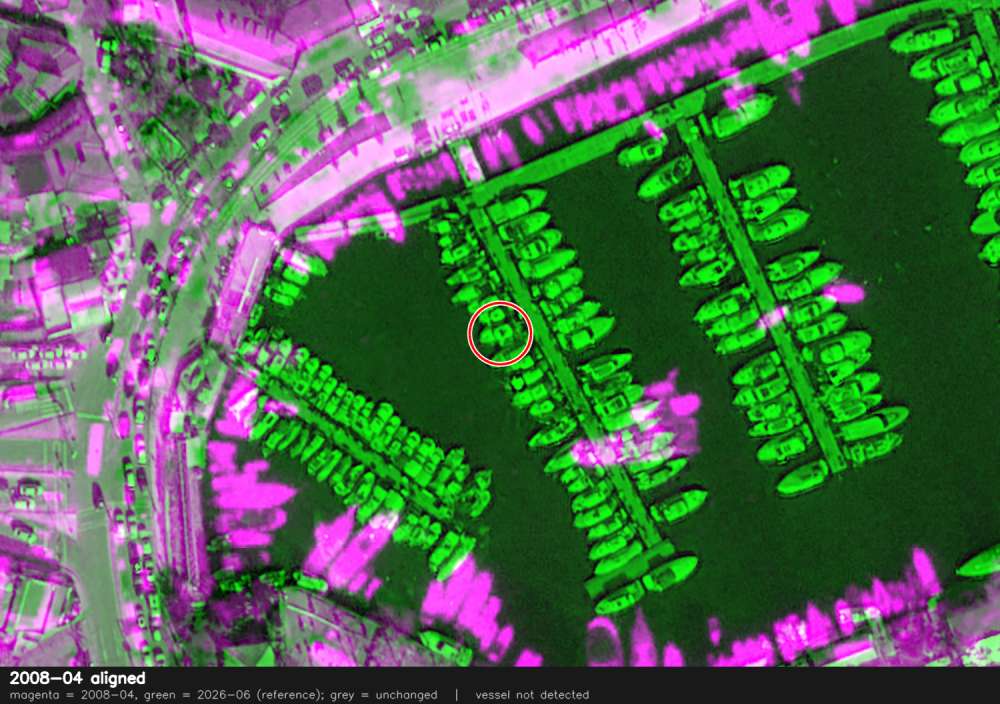 2008-04 aligned
magenta = 2008-04, green = 2026-06 (reference); grey = unchanged | vessel not detected